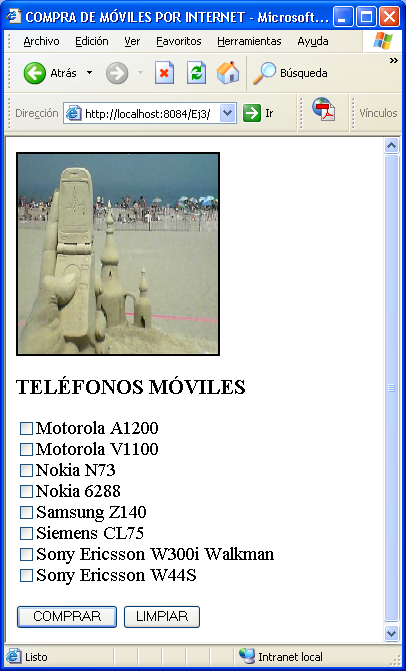 COMPRA DE MÓVILES POR INTERNET - Microsoft...
Archivo Edición Ver Favoritos Herramientas Ayuda
Atrás Búsqueda
Dirección http://localhost:8084/Ej3/ Ir Vínculos
TELÉFONOS MÓVILES
Motorola A1200
Motorola V1100
Nokia N73
Nokia 6288
Samsung Z140
Siemens CL75
Sony Ericsson W300i Walkman
Sony Ericsson W44S
COMPRAR LIMPIAR
Listo Intranet local